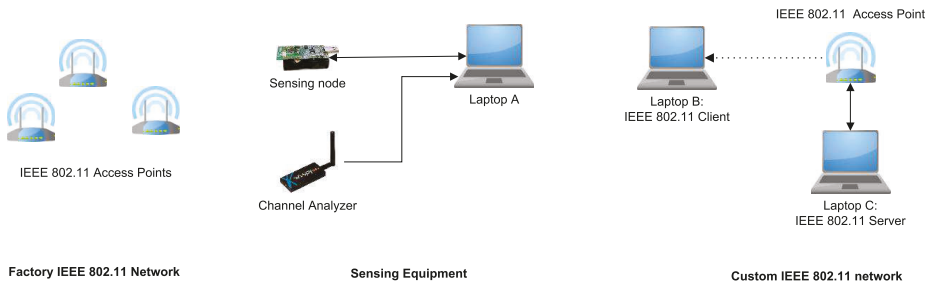 IEEE 802.11 Access Points
Factory IEEE 802.11 Network
Sensing node
Laptop A
Channel Analyzer
Sensing Equipment
IEEE 802.11  Access Point
Laptop B:
IEEE 802.11 Client
Laptop C:
IEEE 802.11 Server
Custom IEEE 802.11 network